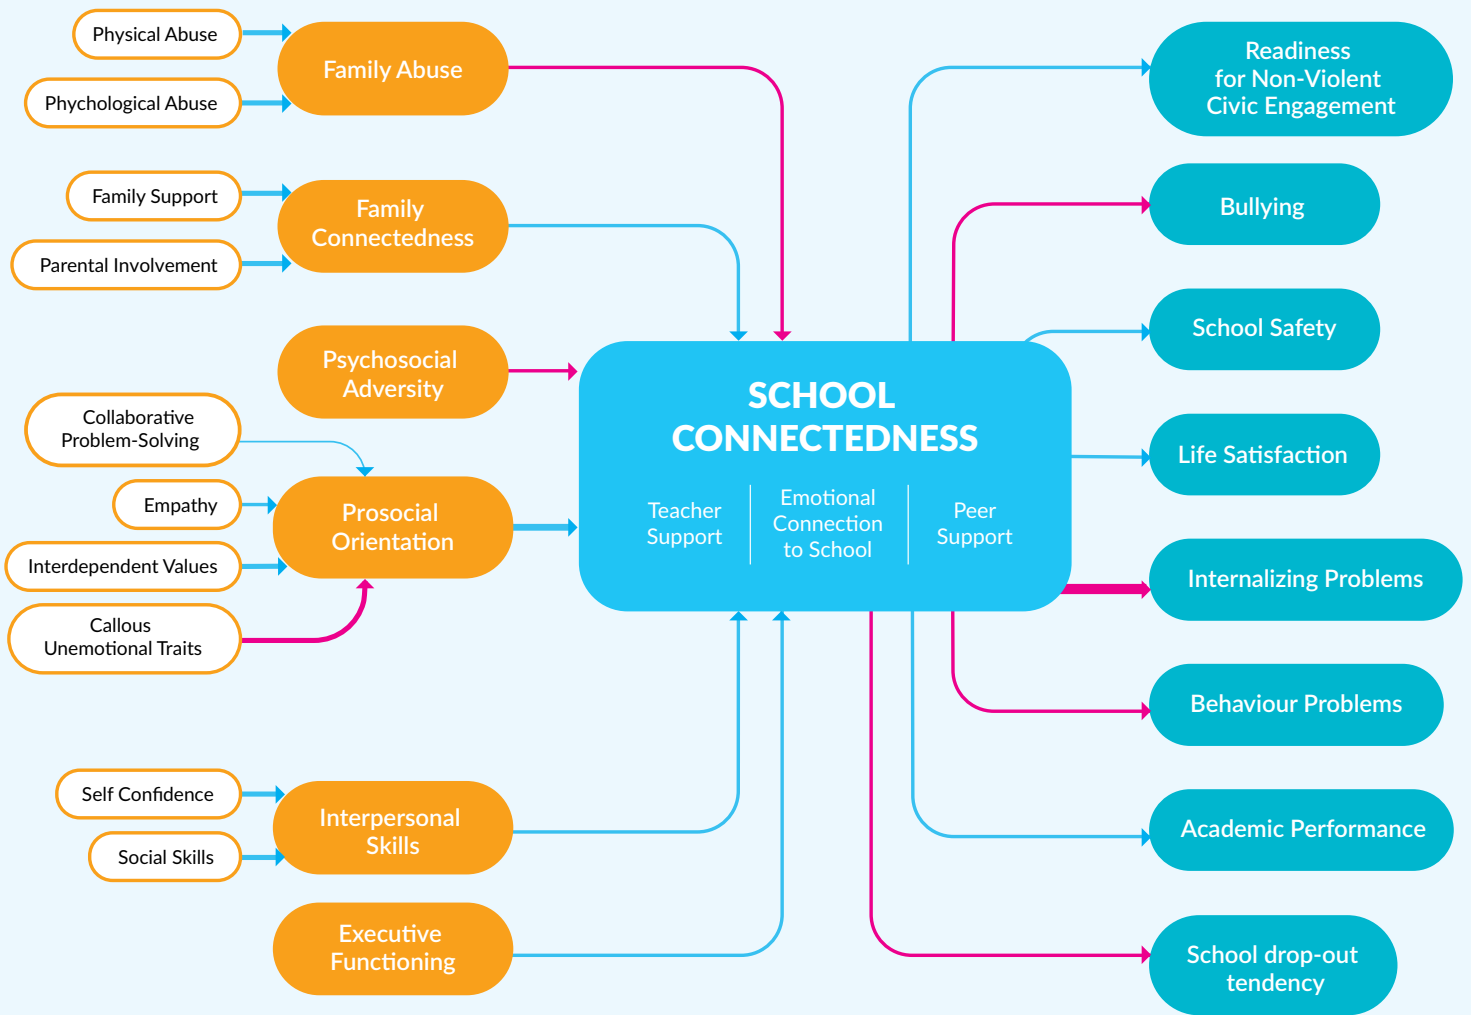 Physical Abuse
Phychological Abuse
Family Abuse
Family Support
Parental Involvement
Family
Connectedness
Psychosocial
Adversity
Collaborative
Problem-Solving
Empathy
Interdependent Values
Callous
Unemotional Traits
Prosocial
Orientation
Self Confidence
Social Skills
Interpersonal
Skills
Executive
Functioning
SCHOOL
CONNECTEDNESS
Teacher
Support
Emotional
Connection
to School
Peer
Support
Readiness
for Non-Violent
Civic Engagement
Bullying
School Safety
Life Satisfaction
Internalizing Problems
Behaviour Problems
Academic Performance
School drop-out
tendency